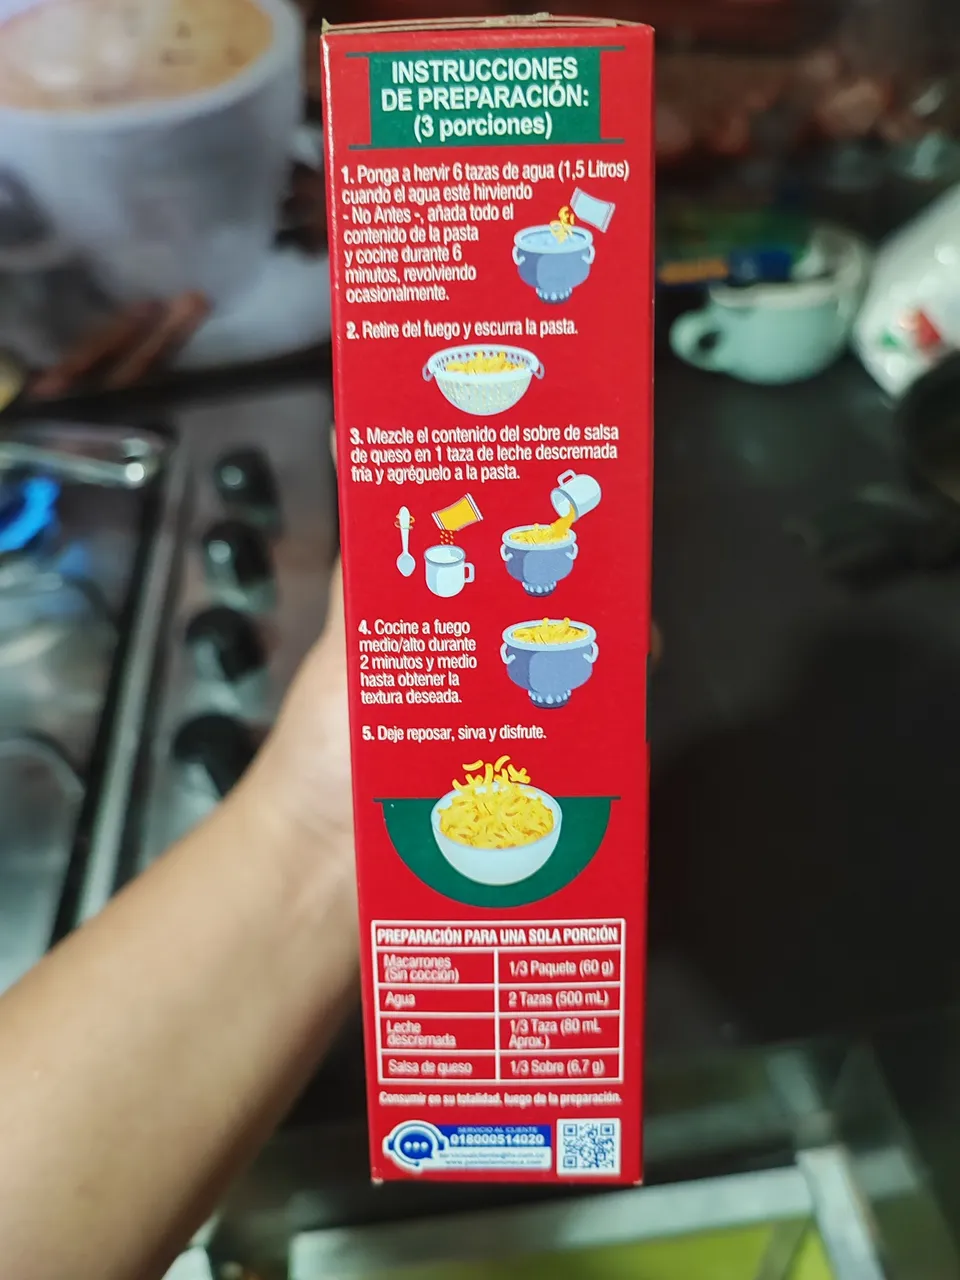 INSTRUCCIONES
DE PREPARACIÓN:
(3 porciones)
1. Ponga a hervir 6 tazas de agua (1,5 Litros)
cuando el agua esté hirviendo
- No Antes -, añada todo el
contenido de la pasta
y cocine durante 6
minutos, revolviendo
ocasionalmente.
2. Retire del fuego y escurra la pasta.
3. Mezcle el contenido del sobre de salsa
de queso en 1 taza de leche descremada
fría y agréguelo a la pasta.
4. Cocine a fuego
medio/alto durante
2 minutos y medio
hasta obtener la
textura deseada.
5. Deje reposar, sirva y disfrute.
PREPARACIÓN PARA UNA SOLA PORCIÓN
Macarrones
(Sin cocción)
1/3 Paquete (60 g)
Agua
2 Tazas (500 mL)
Leche
descremada
1/3 Taza (80 mL
Aprox.)
Salsa de queso
1/3 Sobre (6,7 g)
Consumir en su totalidad, luego de la preparación.
SERVICIO AL CLIENTE
018000514020